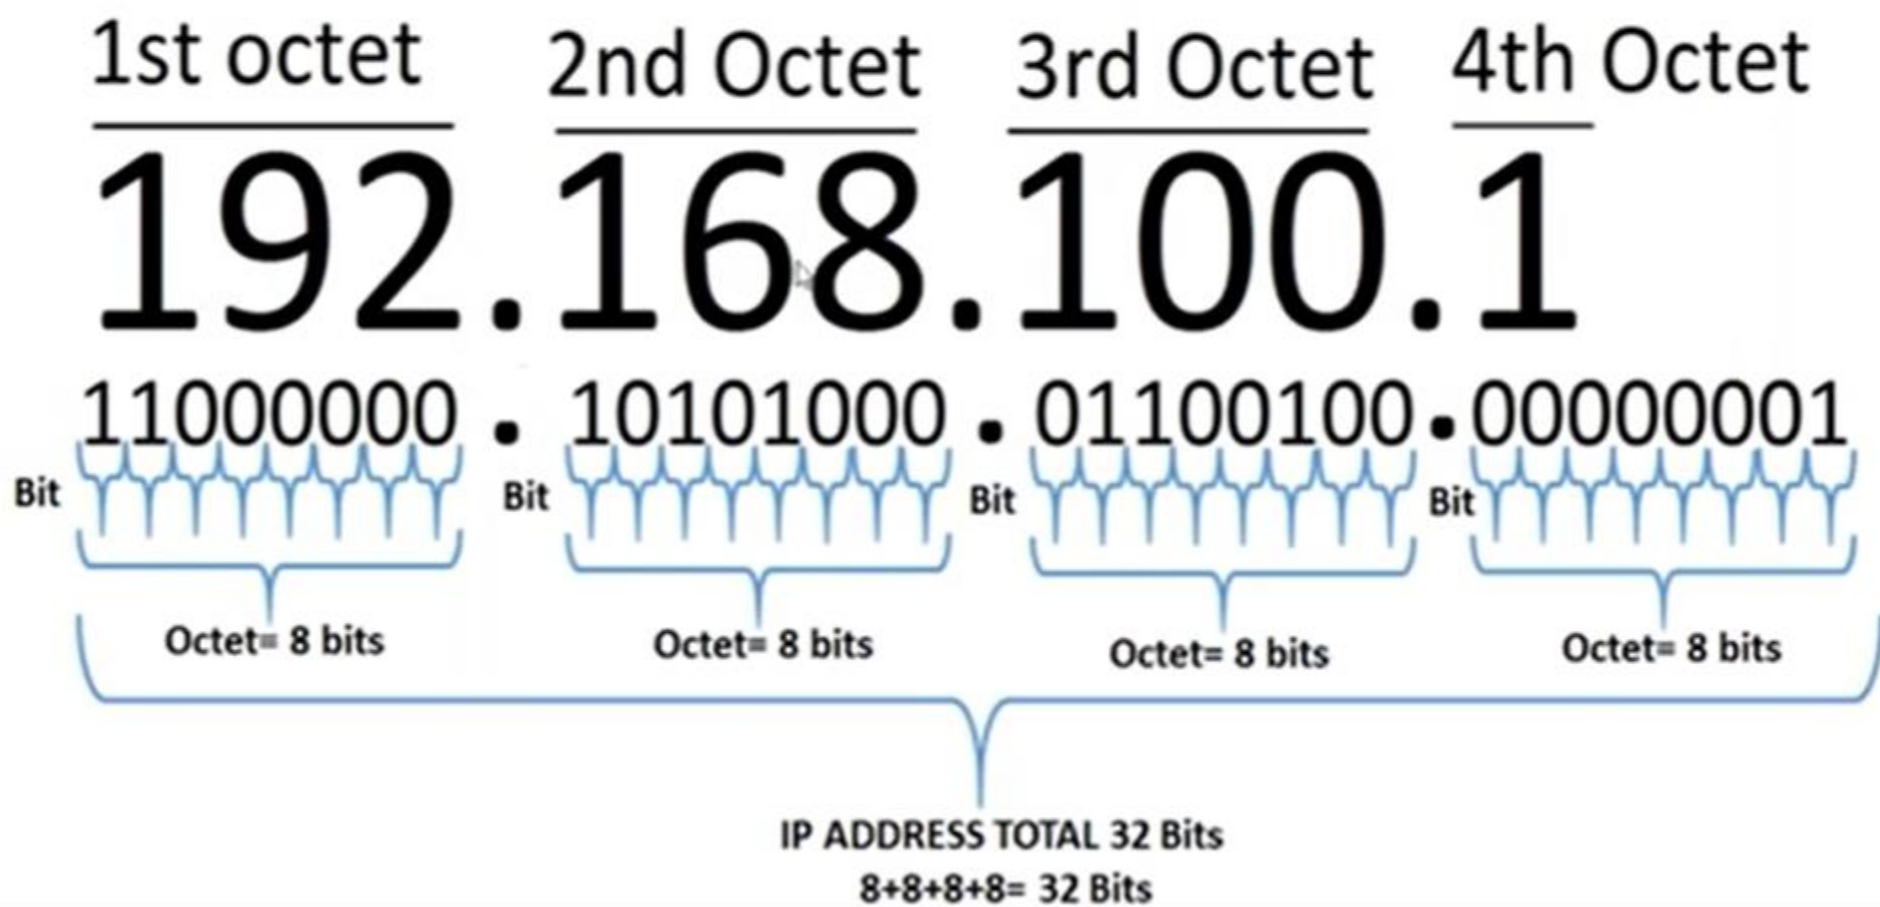 1st octet 2nd Octet 3rd Octet 4th Octet
192.168.100.1
11000000 . 10101000 . 01100100 . 00000001
Bit Bit Bit Bit
Octet= 8 bits Octet= 8 bits Octet= 8 bits Octet= 8 bits
IP ADDRESS TOTAL 32 Bits
8+8+8+8= 32 Bits